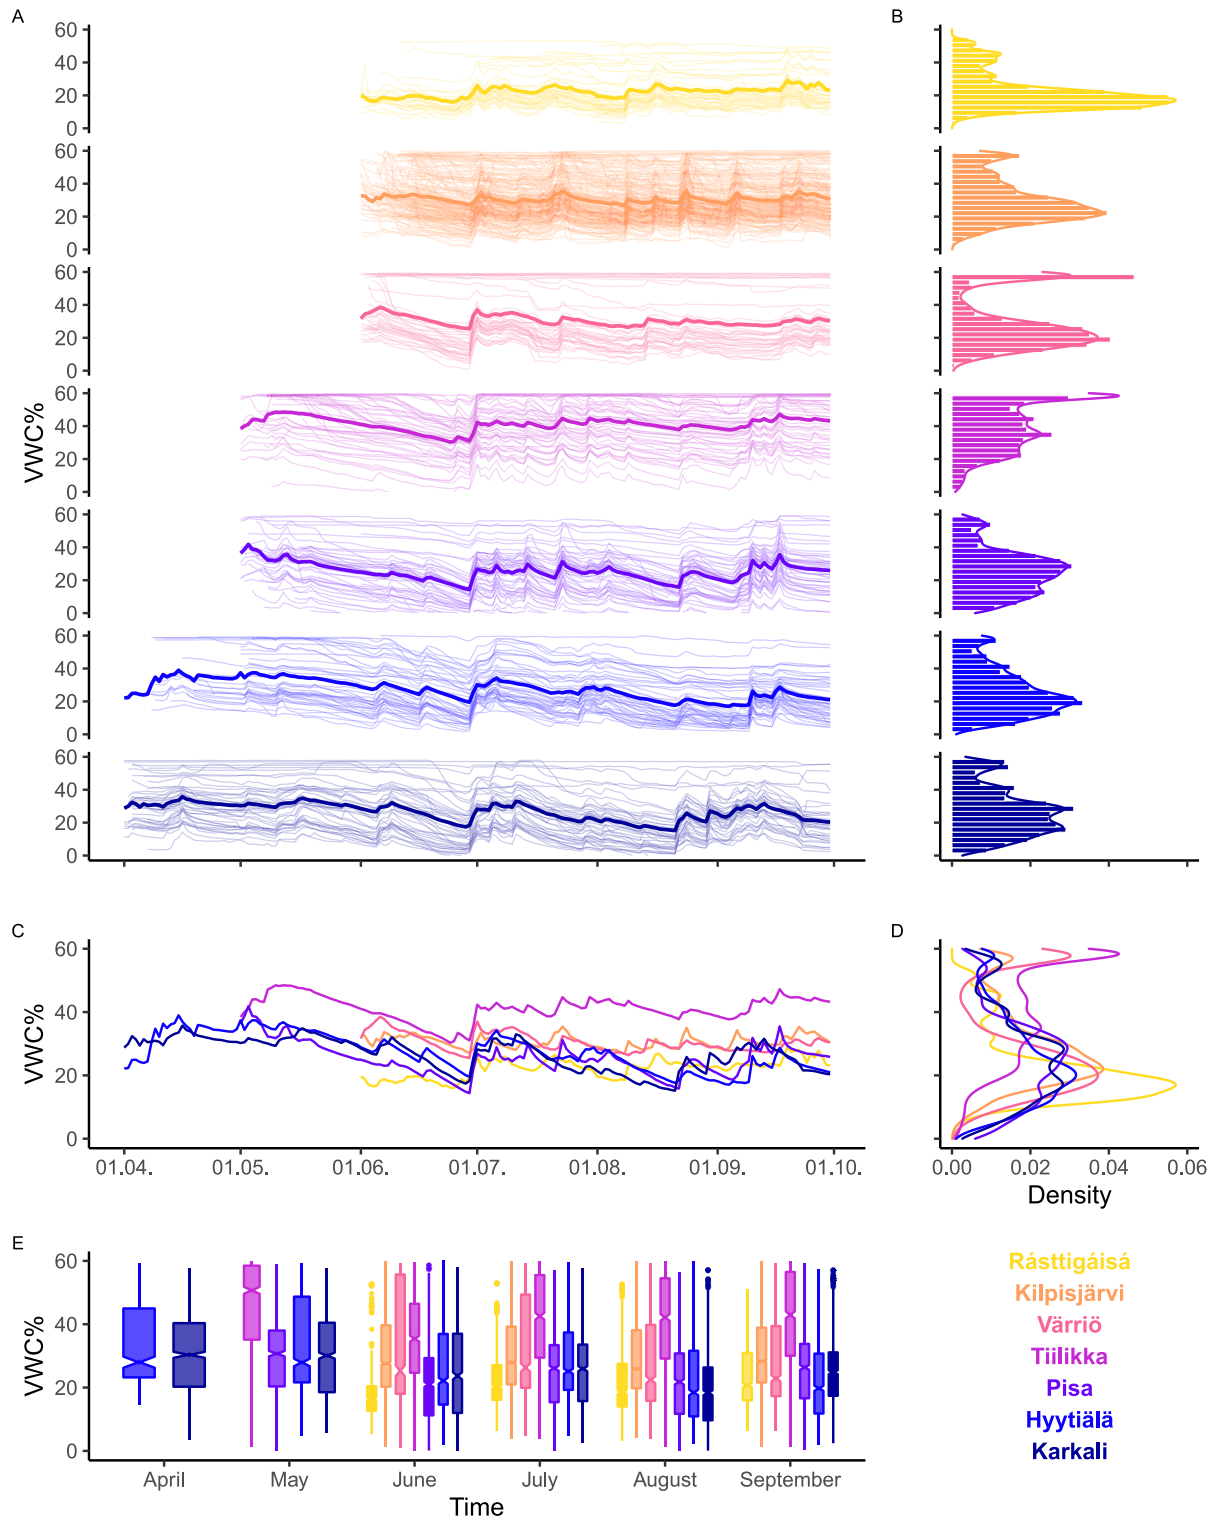 A
B
60
40
20
0
60
40
20
0
60
40
20
0
60
40
20
0
60
40
20
0
60
40
20
0
60
40
20
0
VWC%
C
D
60
40
20
0
VWC%
01.04.
01.05.
01.06.
01.07.
01.08.
01.09.
01.10.
0.00
0.02
0.04
0.06
Density
E
60
40
20
0
VWC%
April
May
June
July
August
September
Time
Rásttigáisá
Kilpisjärvi
Värriö
Tiilikka
Pisa
Hyytiälä
Karkali